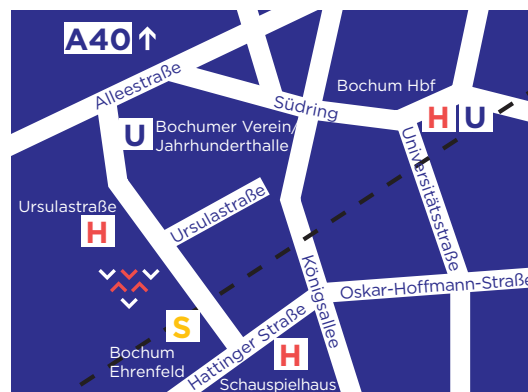 A40 ↑
Alleestraße
Südring
Bochum Hbf
H U
U
Bochumer Verein/
Jahrhunderthalle
Universitätsstraße
Ursulastraße
H
Ursulastraße
Königsallee
Oskar-Hoffmann-Straße
S
Bochum
Ehrenfeld
Hattinger Straße
H
Schauspielhaus